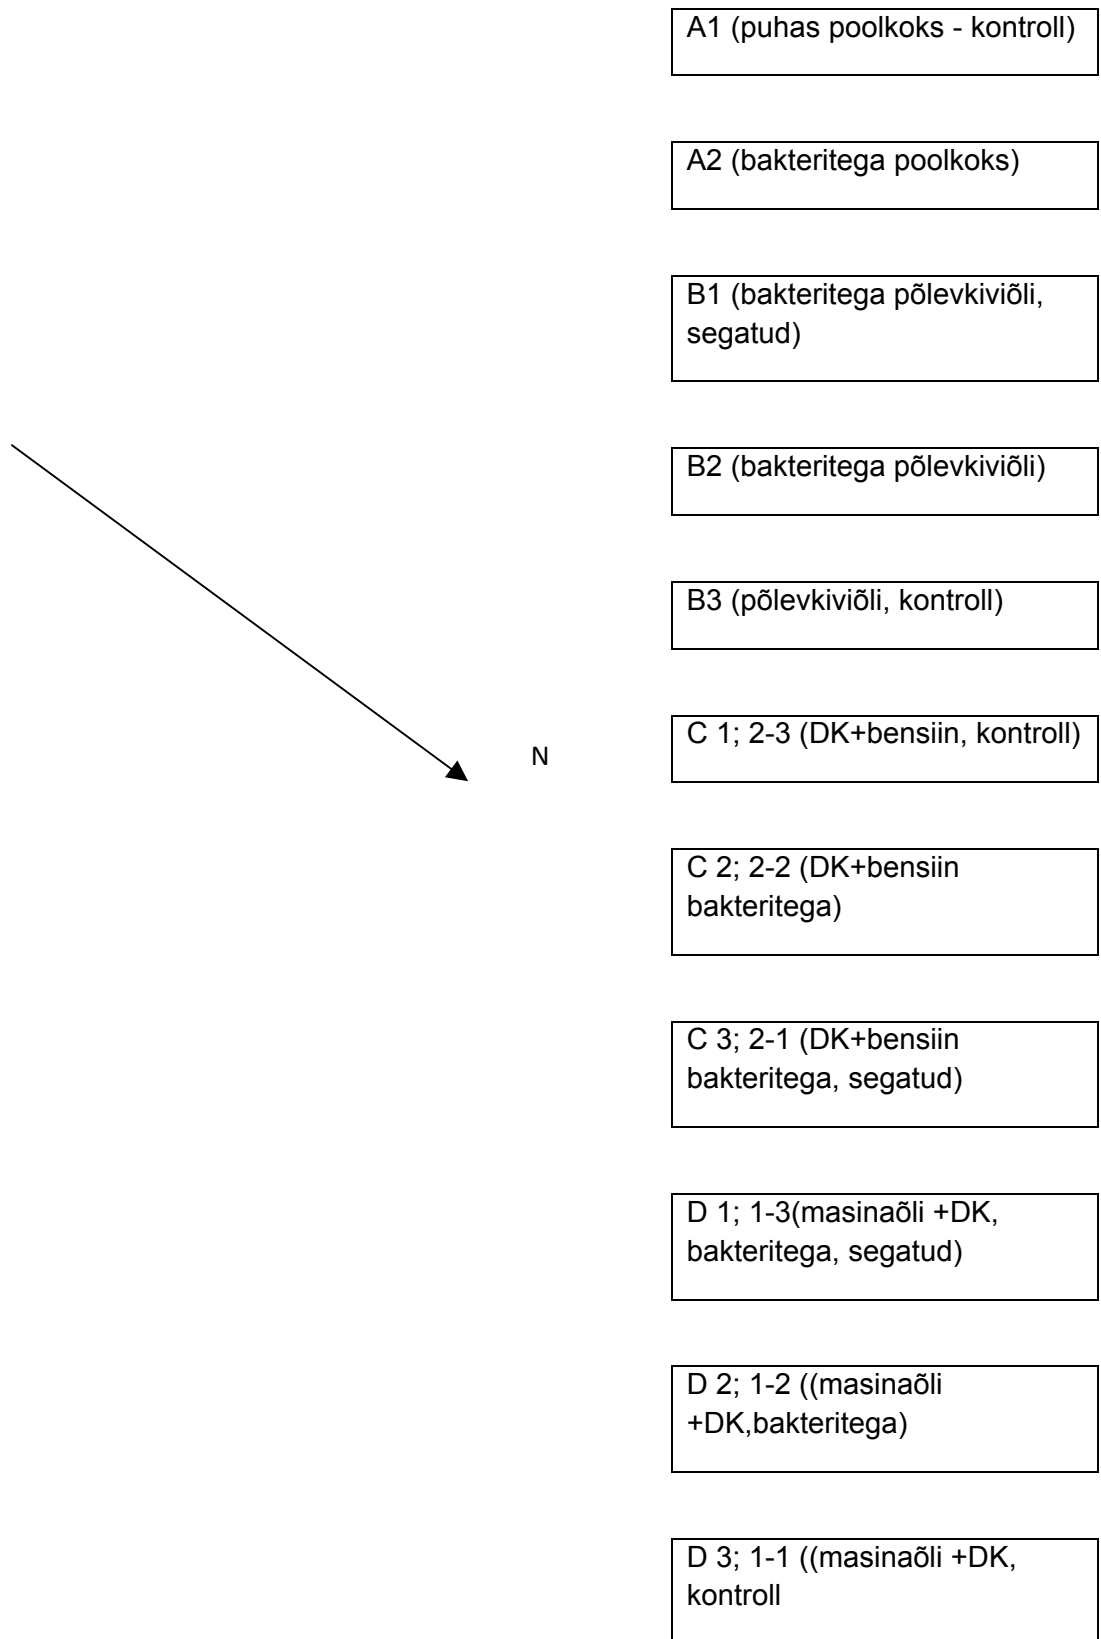 A1 (puhas poolkoks - kontroll)
A2 (bakteritega poolkoks)
B1 (bakteritega põlevkiviõli,
segatud)
B2 (bakteritega põlevkiviõli)
B3 (põlevkiviõli, kontroll)
C 1; 2-3 (DK+bensiin, kontroll)
N
C 2; 2-2 (DK+bensiin
bakteritega)
C 3; 2-1 (DK+bensiin
bakteritega, segatud)
D 1; 1-3(masinaõli +DK,
bakteritega, segatud)
D 2; 1-2 ((masinaõli
+DK,bakteritega)
D 3; 1-1 ((masinaõli +DK,
kontroll